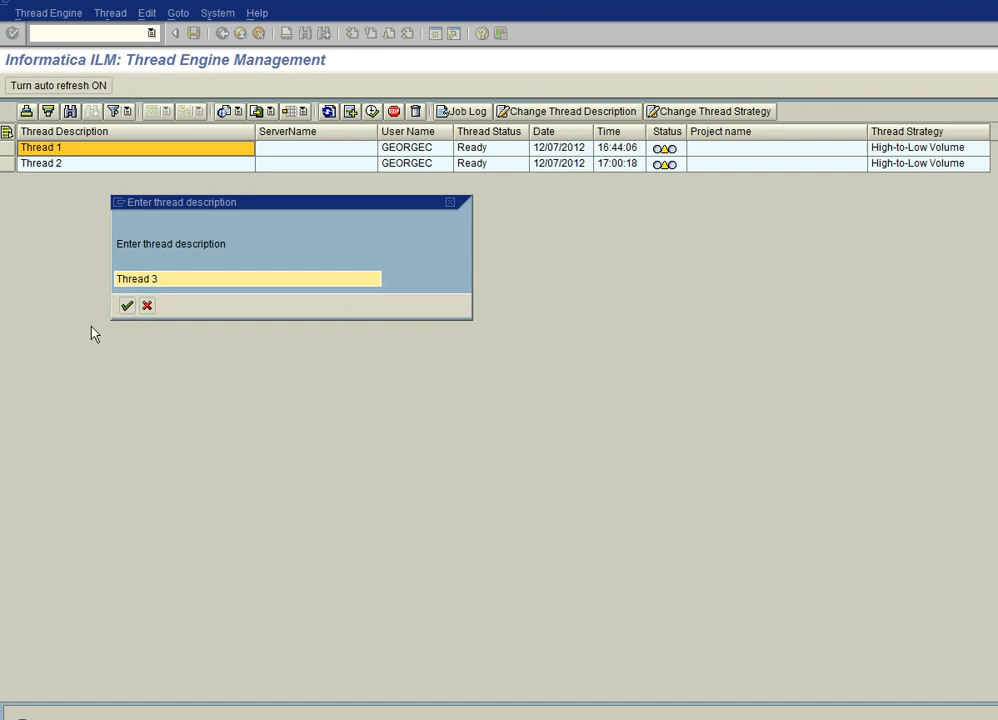 Thread Engine Thread Edit Goto System Help
Informatica ILM: Thread Engine Management
Turn auto refresh ON
Job Log Change Thread Description Change Thread Strategy
Thread Description ServerName User Name Thread Status Date Time Status Project name Thread Strategy
Thread 1 GEORGEC Ready 12/07/2012 16:44:06 High-to-Low Volume
Thread 2 GEORGEC Ready 12/07/2012 17:00:18 High-to-Low Volume
Enter thread description
Enter thread description
Thread 3